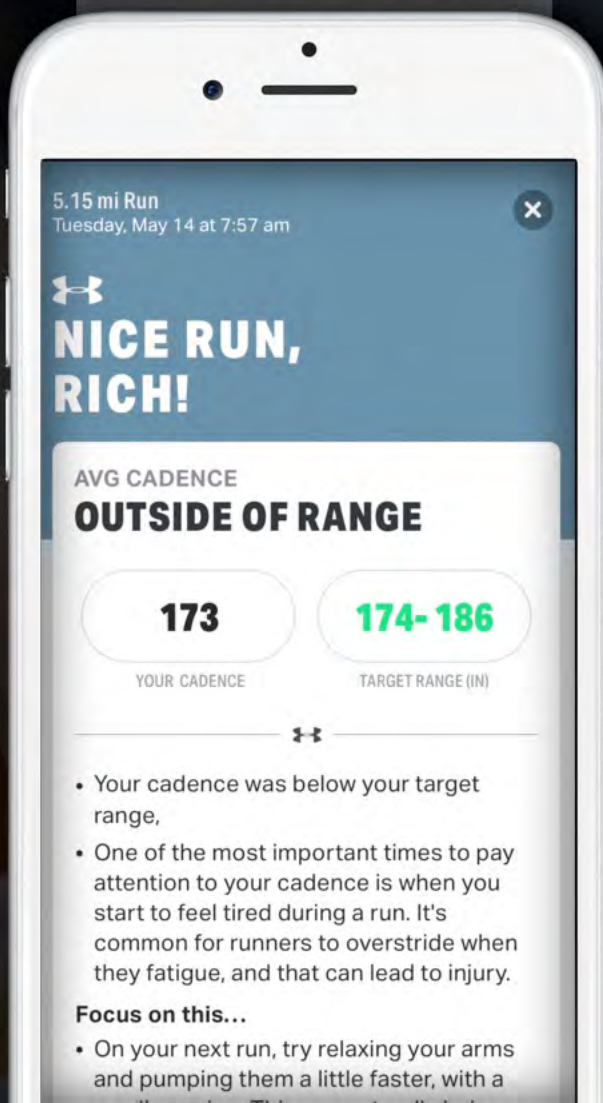 5.15 mi Run
Tuesday, May 14 at 7:57 am
NICE RUN,
RICH!
AVG CADENCE
OUTSIDE OF RANGE
173
174- 186
YOUR CADENCE
TARGET RANGE (IN)
• Your cadence was below your target
range,
• One of the most important times to pay
attention to your cadence is when you
start to feel tired during a run. It's
common for runners to overstride when
they fatigue, and that can lead to injury.
Focus on this...
• On your next run, try relaxing your arms
and pumping them a little faster, with a